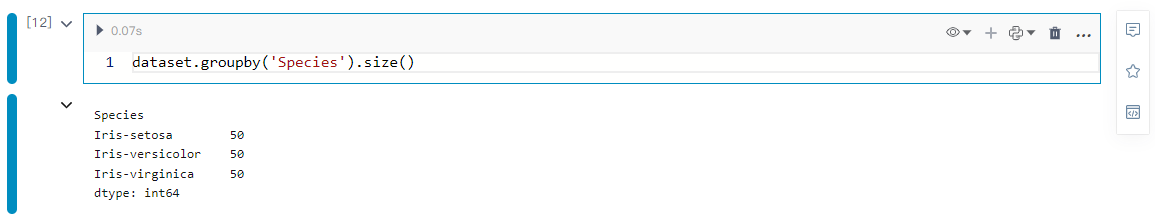 [12]
0.07s
...
1 dataset.groupby('Species').size()
Species
Iris-setosa 50
Iris-versicolor 50
Iris-virginica 50
dtype: int64